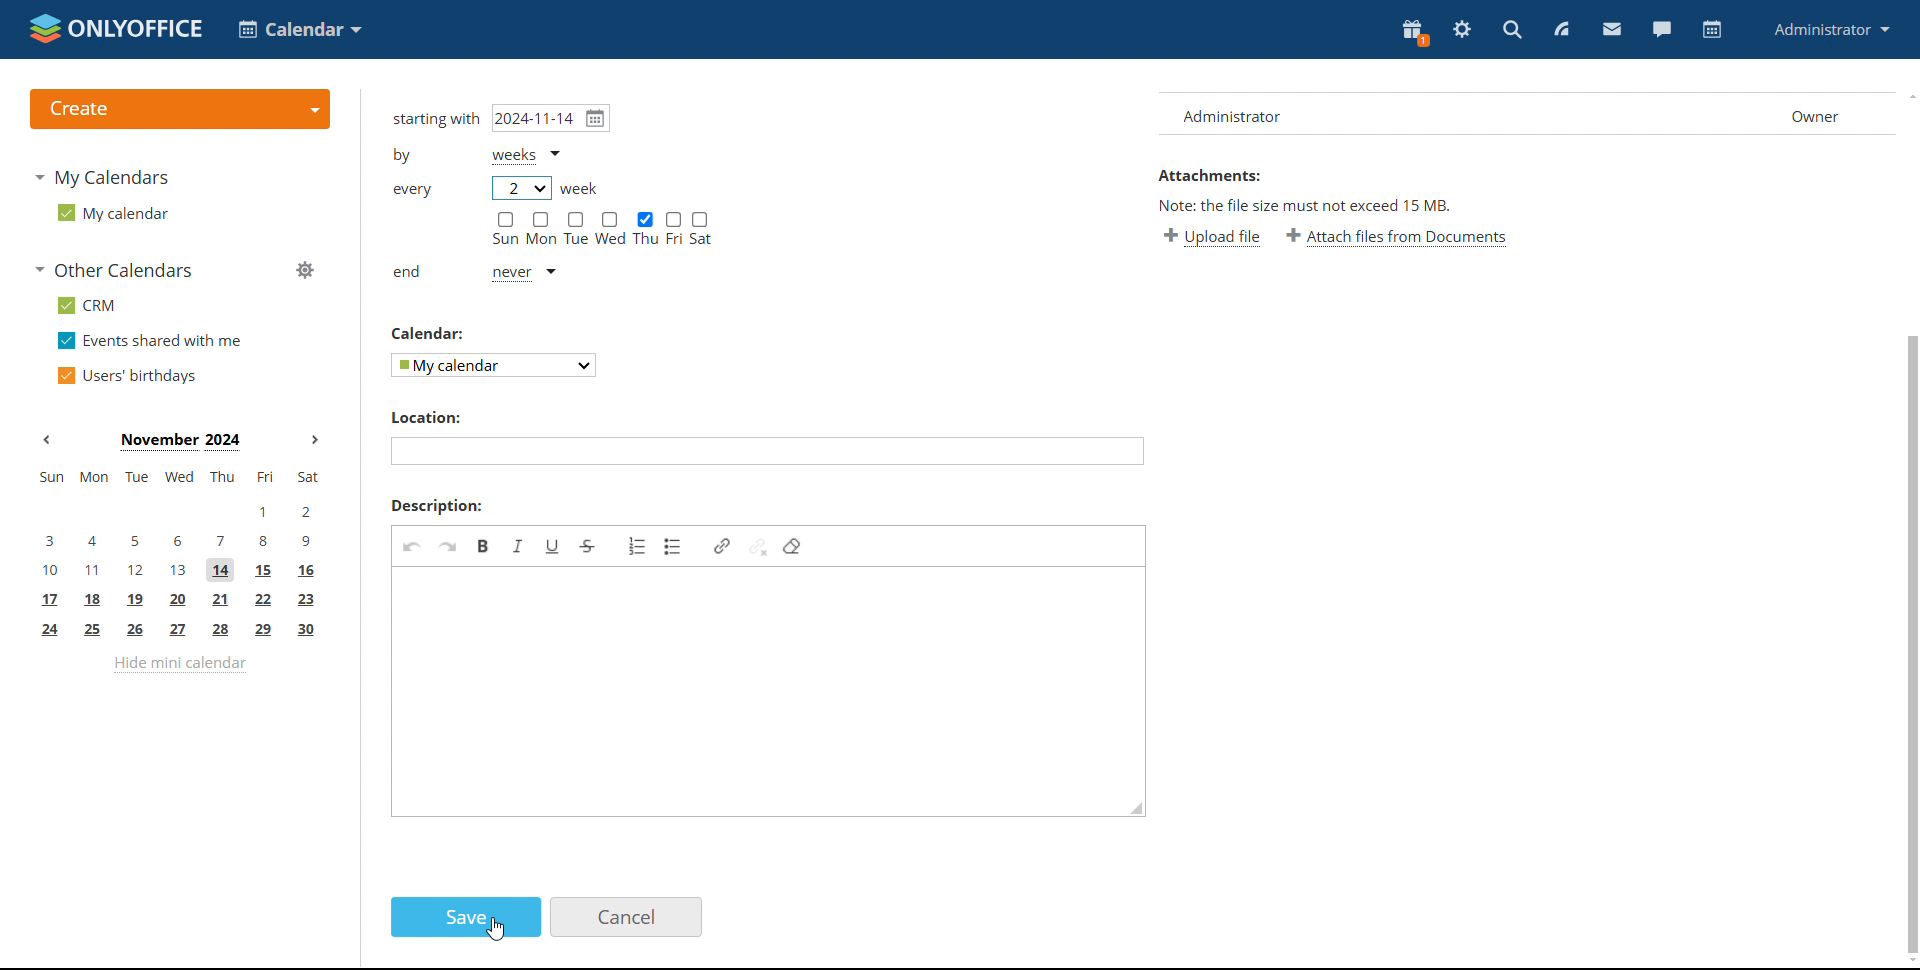 ONLYOFFICE Calendar 1 Administrator
Create
My Calendars
My calendar
Other Calendars
CRM
Events shared with me
Users' birthdays
November 2024
Sun Mon Tue Wed Thu Fri Sat
1 2
3 4 5 6 7 8 9
10 11 12 13 14 15 16
17 18 19 20 21 22 23
24 25 26 27 28 29 30
Hide mini calendar
starting with 2024-11-14
by weeks
every 2 week
Sun Mon Tue Wed Thu Fri Sat
end never
Calendar:
My calendar
Location:
Description:
B I U S
Save Cancel
Administrator Owner
Attachments:
Note: the file size must not exceed 15 MB.
Upload file Attach files from Documents